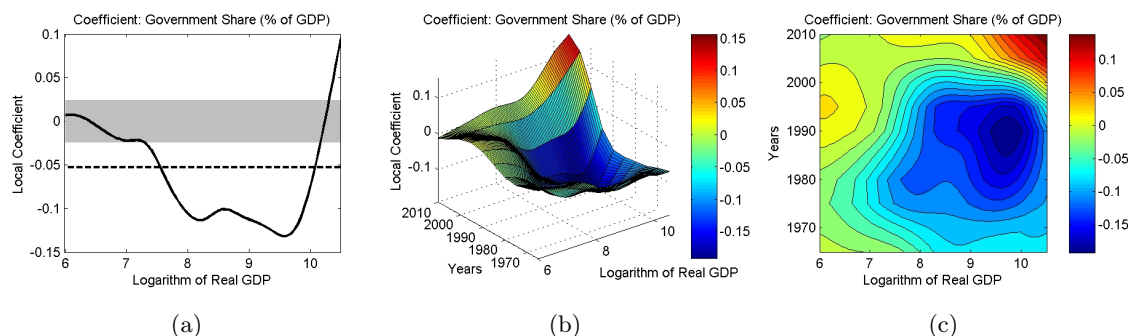 Coefficient: Government Share (% of GDP)
0.1
0.05
0
-0.05
-0.1
-0.15
Local Coefficient
6 7 8 9 10
Logarithm of Real GDP
(a)
Coefficient: Government Share (% of GDP)
0.1
0
-0.1
Local Coefficient
2010
2000
1990
1980
1970
Years
6 8 10
Logarithm of Real GDP
0.15
0.1
0.05
0
-0.05
-0.1
-0.15
(b)
Coefficient: Government Share (% of GDP)
2010
2000
1990
1980
1970
Years
6 7 8 9 10
Logarithm of Real GDP
0.1
0.05
0
-0.05
-0.1
-0.15
(c)